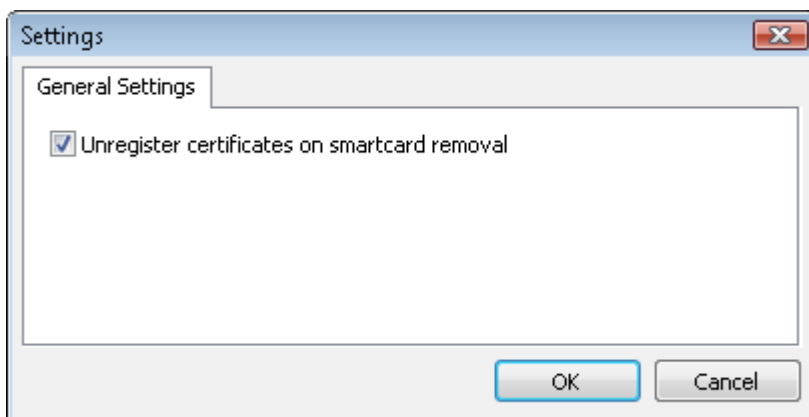 Settings
General Settings
Unregister certificates on smartcard removal
OK
Cancel